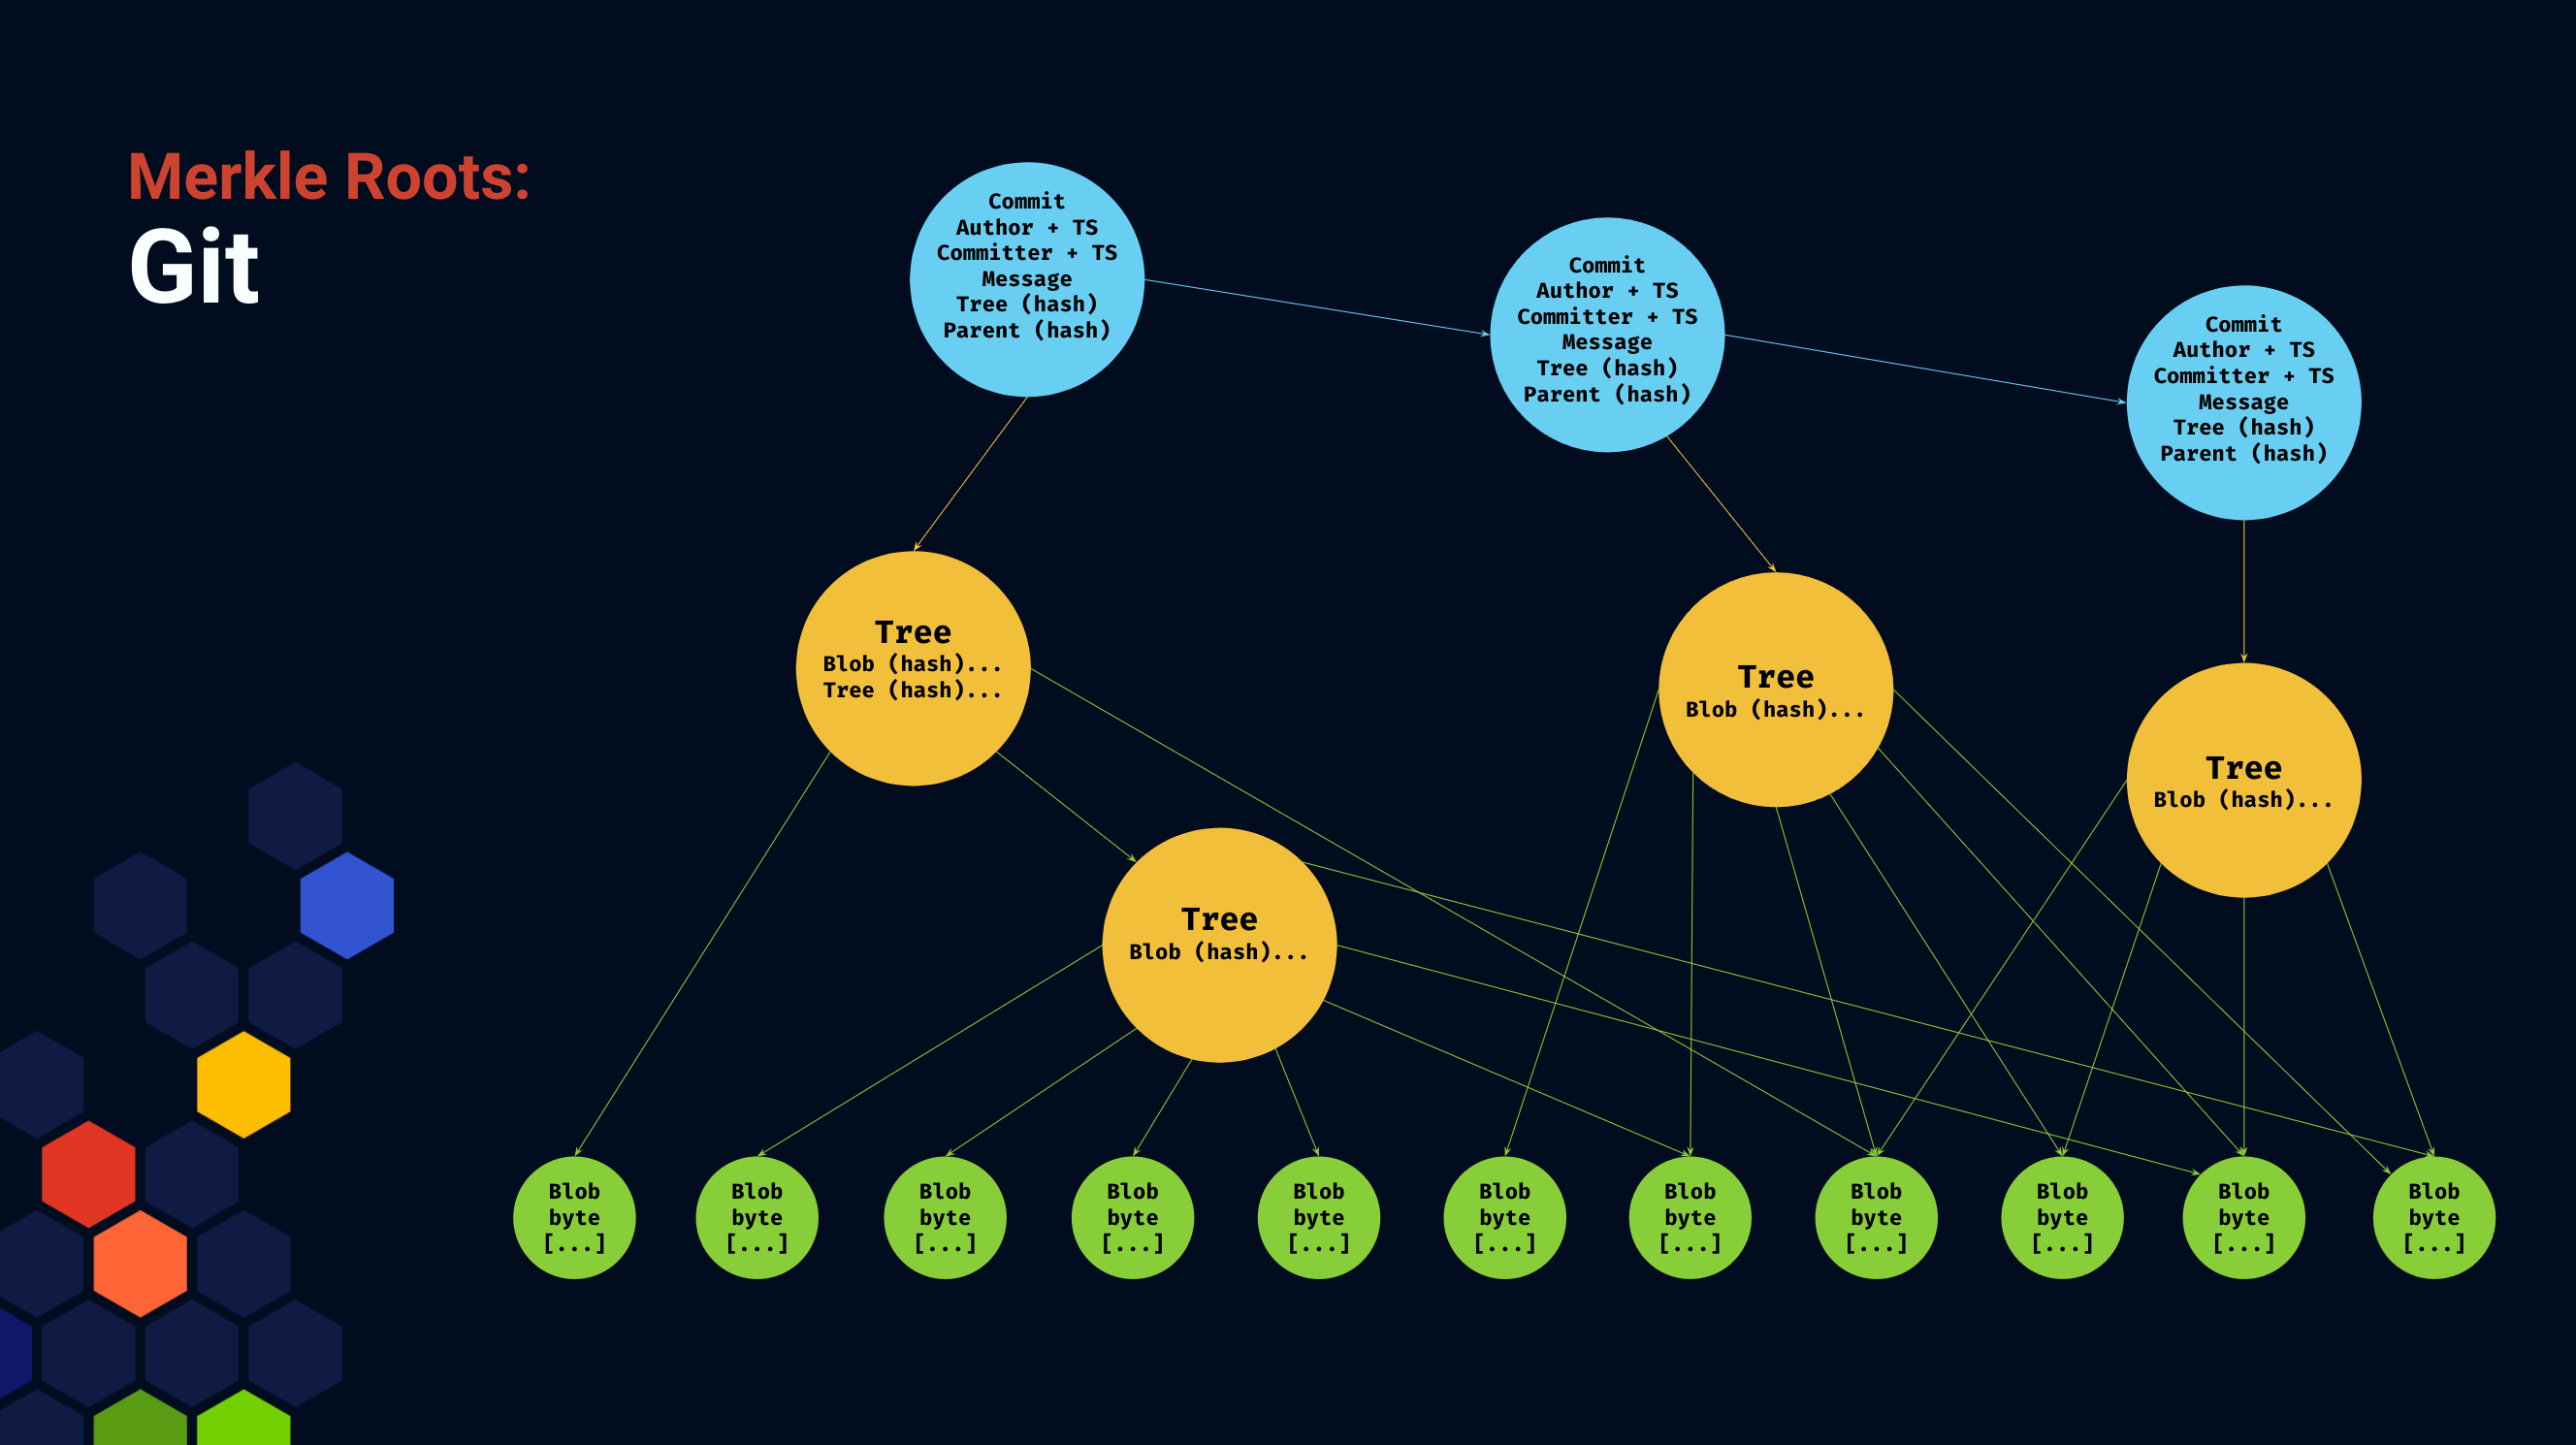 Merkle Roots:
Git
Commit
Author + TS
Committer + TS
Message
Tree (hash)
Parent (hash)
Commit
Author + TS
Committer + TS
Message
Tree (hash)
Parent (hash)
Commit
Author + TS
Committer + TS
Message
Tree (hash)
Parent (hash)
Tree
Blob (hash)...
Tree (hash)...
Tree
Blob (hash)...
Tree
Blob (hash)...
Tree
Blob (hash)...
Blob
byte
[...]
Blob
byte
[...]
Blob
byte
[...]
Blob
byte
[...]
Blob
byte
[...]
Blob
byte
[...]
Blob
byte
[...]
Blob
byte
[...]
Blob
byte
[...]
Blob
byte
[...]
Blob
byte
[...]